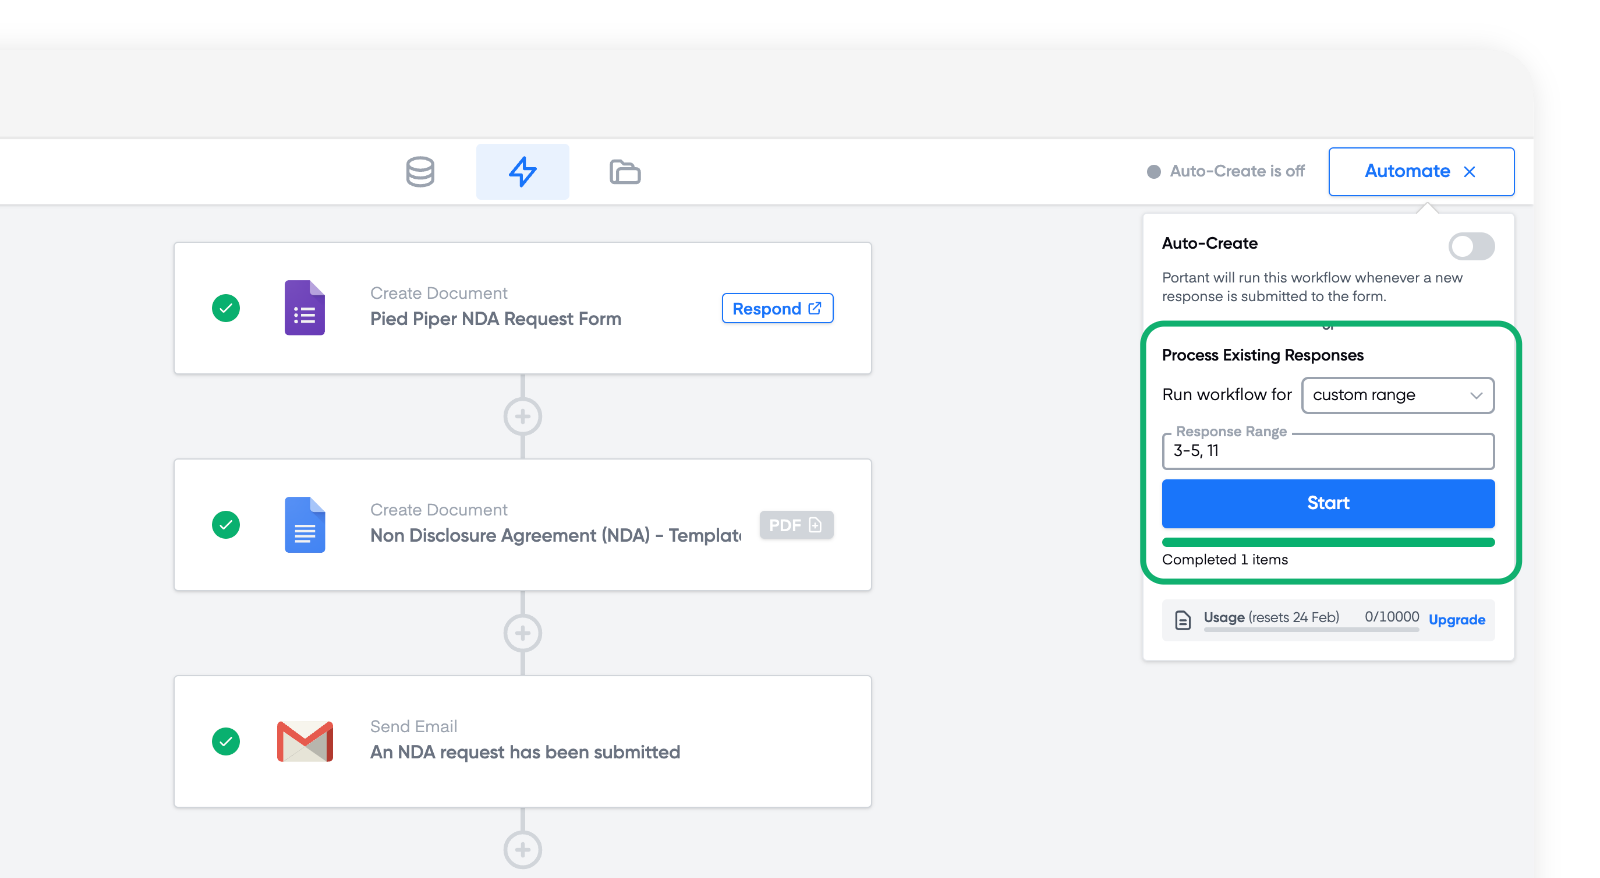 Auto-Create is off
Automate
Create Document
Pied Piper NDA Request Form
Respond
Create Document
Non Disclosure Agreement (NDA) - Templat
PDF
Send Email
An NDA request has been submitted
Auto-Create
Portant will run this workflow whenever a new
response is submitted to the form.
Process Existing Responses
Run workflow for
custom range
Response Range
3-5, 11
Start
Completed 1 items
Usage (resets 24 Feb)
0/10000
Upgrade